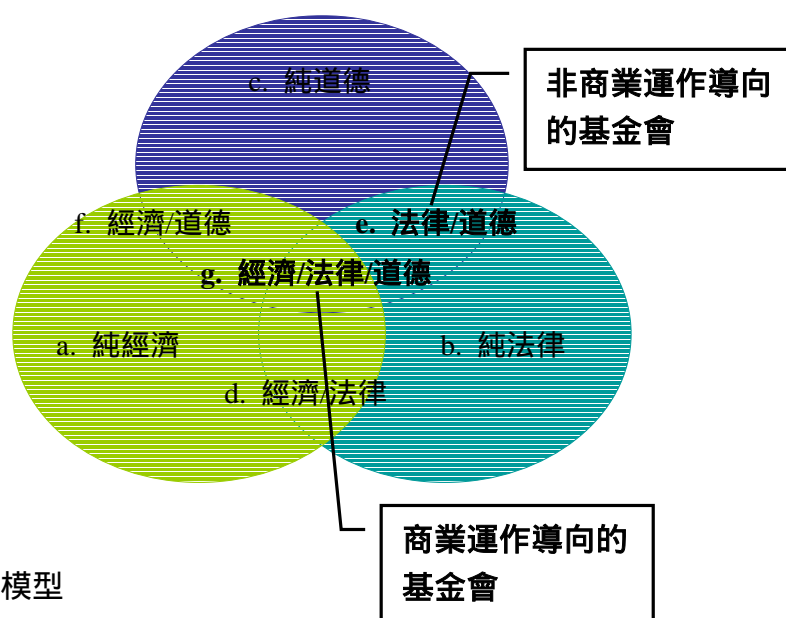 c. 純道德
非商業運作導向
的基金會
f. 經濟/道德
e. 法律/道德
g. 經濟/法律/道德
a. 純經濟
b. 純法律
d. 經濟/法律
商業運作導向的
基金會
模型